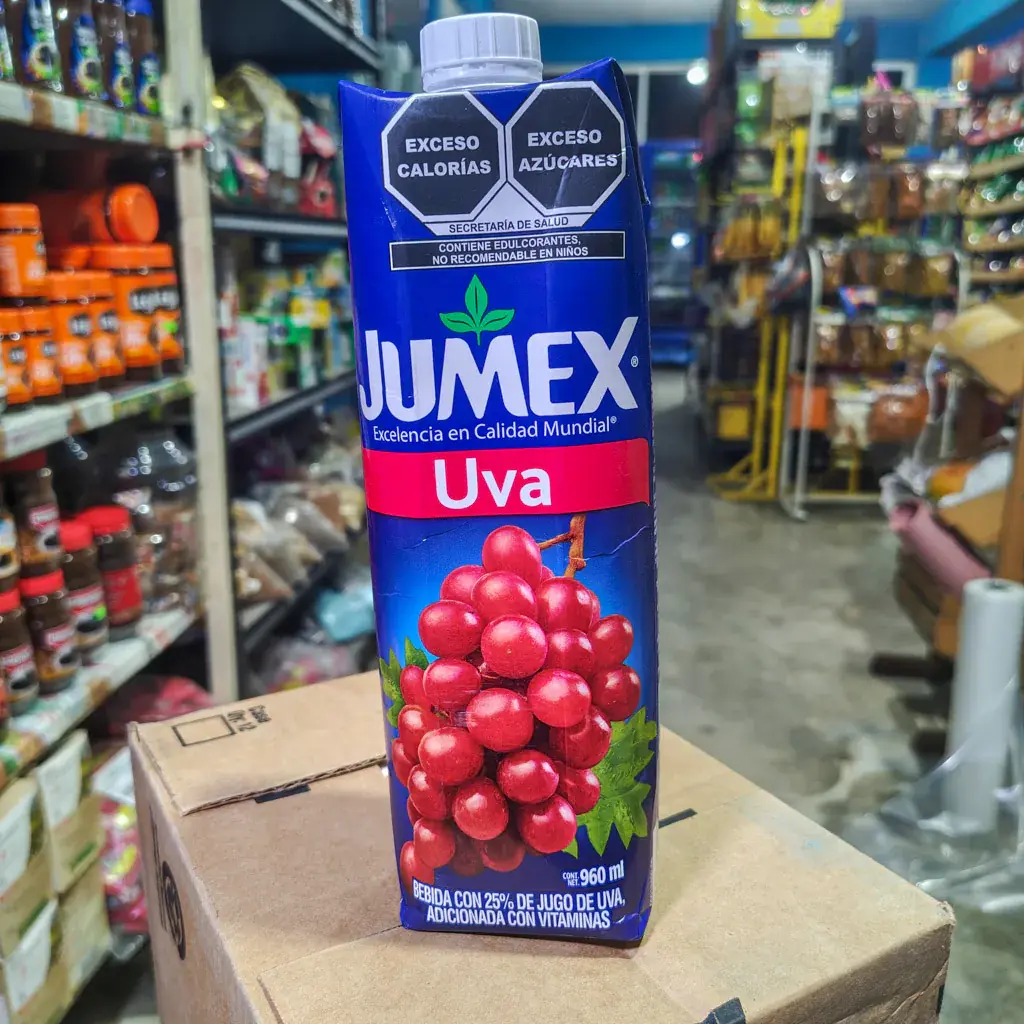 EXCESO
CALORÍAS
EXCESO
AZÚCARES
SECRETARÍA DE SALUD
CONTIENE EDULCORANTES,
NO RECOMENDABLE EN NIÑOS
JUMEX®
Excelencia en Calidad Mundial®
Uva
CONT.
NET. 960 ml
BEBIDA CON 25% DE JUGO DE UVA,
ADICIONADA CON VITAMINAS